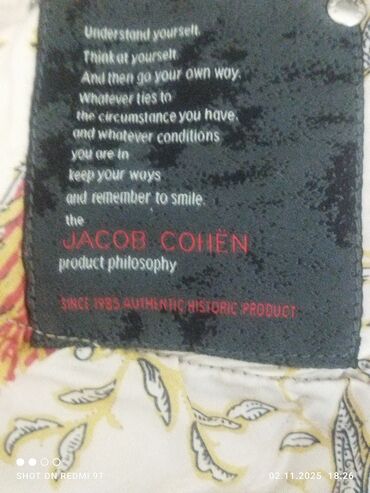 Understand yourself.
Think at yourself.
And then go your own way.
Whatever ties to
the circumstance you have,
and whatever conditions
you are in
keep your ways
and remember to smile.
the
JACOB COHËN
product philosophy
SINCE 1985 AUTHENTIC HISTORIC PRODUCT
SHOT ON REDMI 9T
02.11.2025 18:26